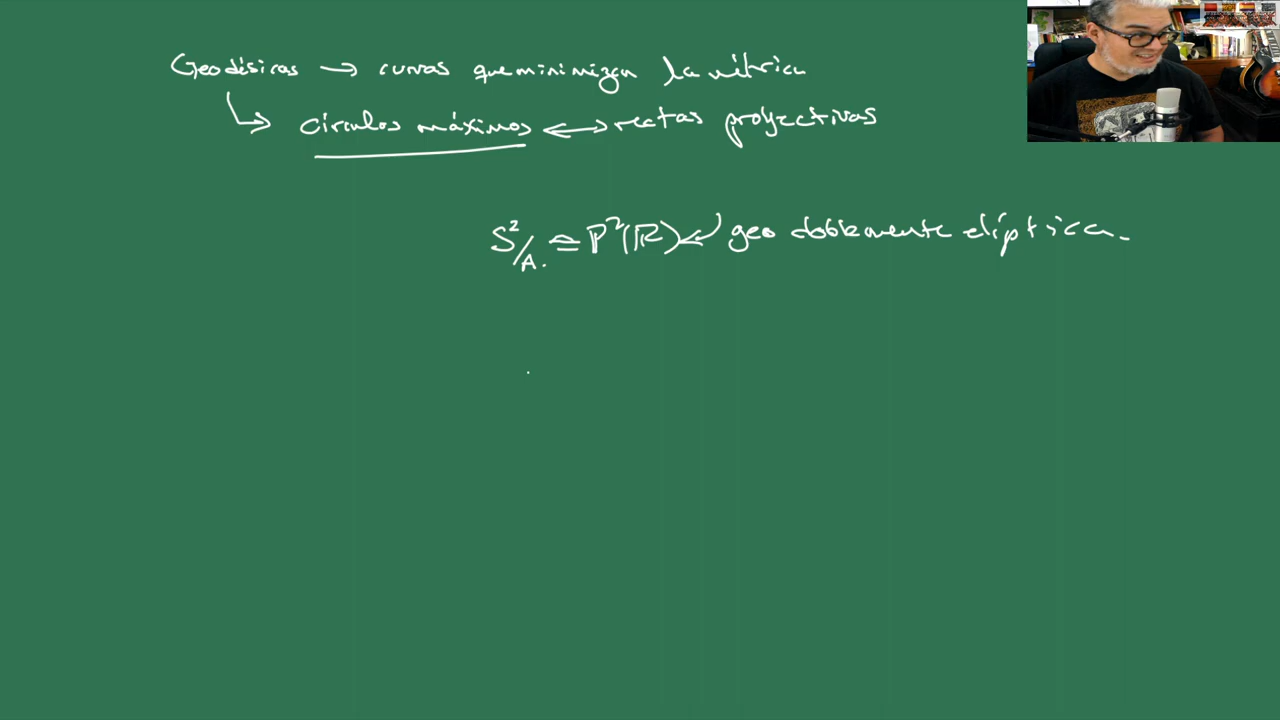 Geodésicas → curvas que minimizan la métrica
↳ círculos máximos ↔ rectas proyectivas
S²/A. ≃ P²(ℝ) ↙ geo doblemente elíptica.